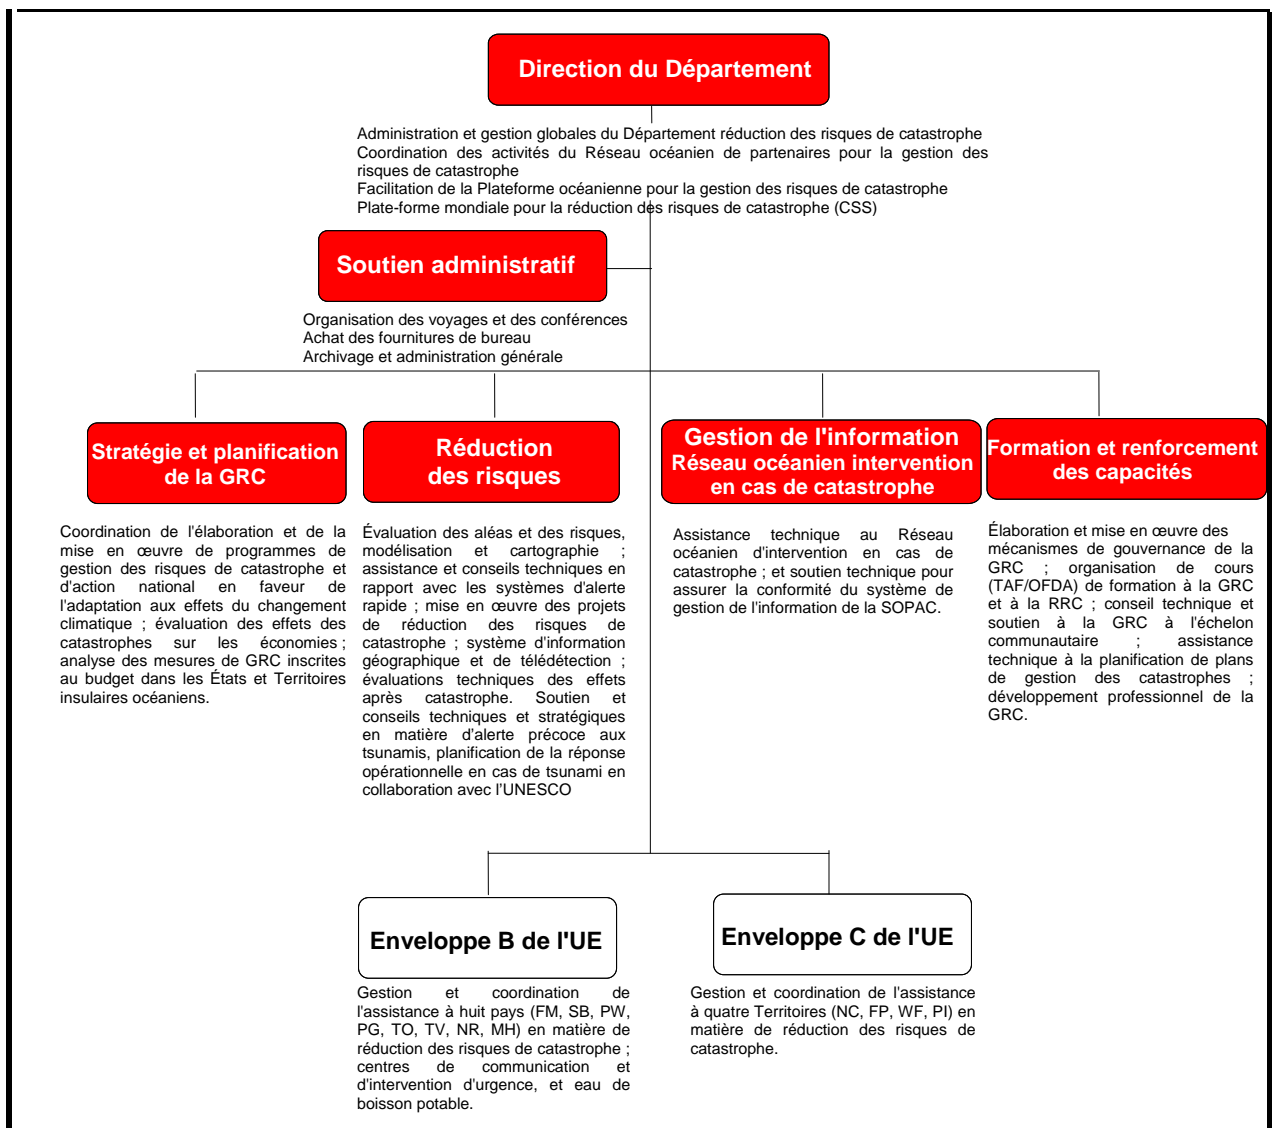 Direction du Département
Administration et gestion globales du Département réduction des risques de catastrophe
Coordination des activités du Réseau océanien de partenaires pour la gestion des
risques de catastrophe
Facilitation de la Plateforme océanienne pour la gestion des risques de catastrophe
Plate-forme mondiale pour la réduction des risques de catastrophe (CSS)
Soutien administratif
Organisation des voyages et des conférences
Achat des fournitures de bureau
Archivage et administration générale
Stratégie et planification
de la GRC
Coordination de l'élaboration et de la
mise en œuvre de programmes de
gestion des risques de catastrophe et
d'action national en faveur de
l'adaptation aux effets du changement
climatique ; évaluation des effets des
catastrophes sur les économies ;
analyse des mesures de GRC inscrites
au budget dans les États et Territoires
insulaires océaniens.
Réduction
des risques
Évaluation des aléas et des risques,
modélisation et cartographie ;
assistance et conseils techniques en
rapport avec les systèmes d'alerte
rapide ; mise en œuvre des projets
de réduction des risques de
catastrophe ; système d'information
géographique et de télédétection ;
évaluations techniques des effets
après catastrophe. Soutien et
conseils techniques et stratégiques
en matière d'alerte précoce aux
tsunamis, planification de la réponse
opérationnelle en cas de tsunami en
collaboration avec l'UNESCO
Gestion de l'information
Réseau océanien intervention
en cas de catastrophe
Assistance technique au Réseau
océanien d'intervention en cas de
catastrophe ; et soutien technique pour
assurer la conformité du système de
gestion de l'information de la SOPAC.
Formation et renforcement
des capacités
Élaboration et mise en œuvre des
mécanismes de gouvernance de la
GRC ; organisation de cours
(TAF/OFDA) de formation à la GRC
et à la RRC ; conseil technique et
soutien à la GRC à l'échelon
communautaire ; assistance
technique à la planification de plans
de gestion des catastrophes ;
développement professionnel de la
GRC.
Enveloppe B de l'UE
Gestion et coordination de
l'assistance à huit pays (FM, SB, PW,
PG, TO, TV, NR, MH) en matière de
réduction des risques de catastrophe ;
centres de communication et
d'intervention d'urgence, et eau de
boisson potable.
Enveloppe C de l'UE
Gestion et coordination de l'assistance
à quatre Territoires (NC, FP, WF, PI) en
matière de réduction des risques de
catastrophe.